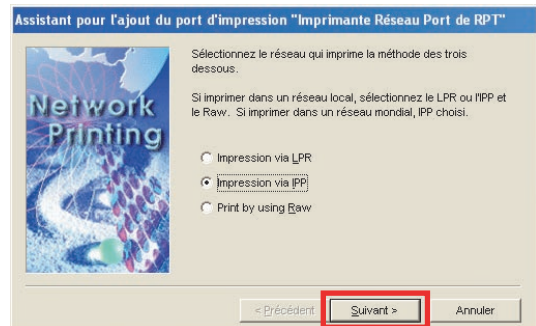 Assistant pour l'ajout du port d'impression "Imprimante Réseau Port de RPT"
Network
Printing
Sélectionnez le réseau qui imprime la méthode des trois
dessous.
Si imprimer dans un réseau local, sélectionnez le LPR ou l'IPP et
le Raw. Si imprimer dans un réseau mondial, IPP choisi.
Impression via LPR
Impression via IPP
Print by using Raw
< Précédent
Suivant >
Annuler